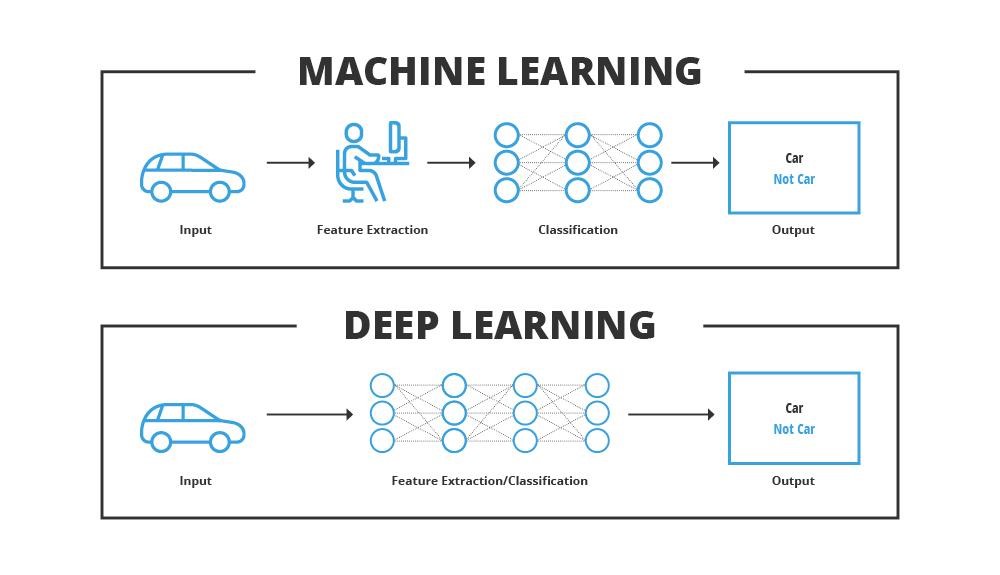 MACHINE LEARNING
Car
Not Car
Input
Feature Extraction
Classification
Output
DEEP LEARNING
Car
Not Car
Input
Feature Extraction/Classification
Output